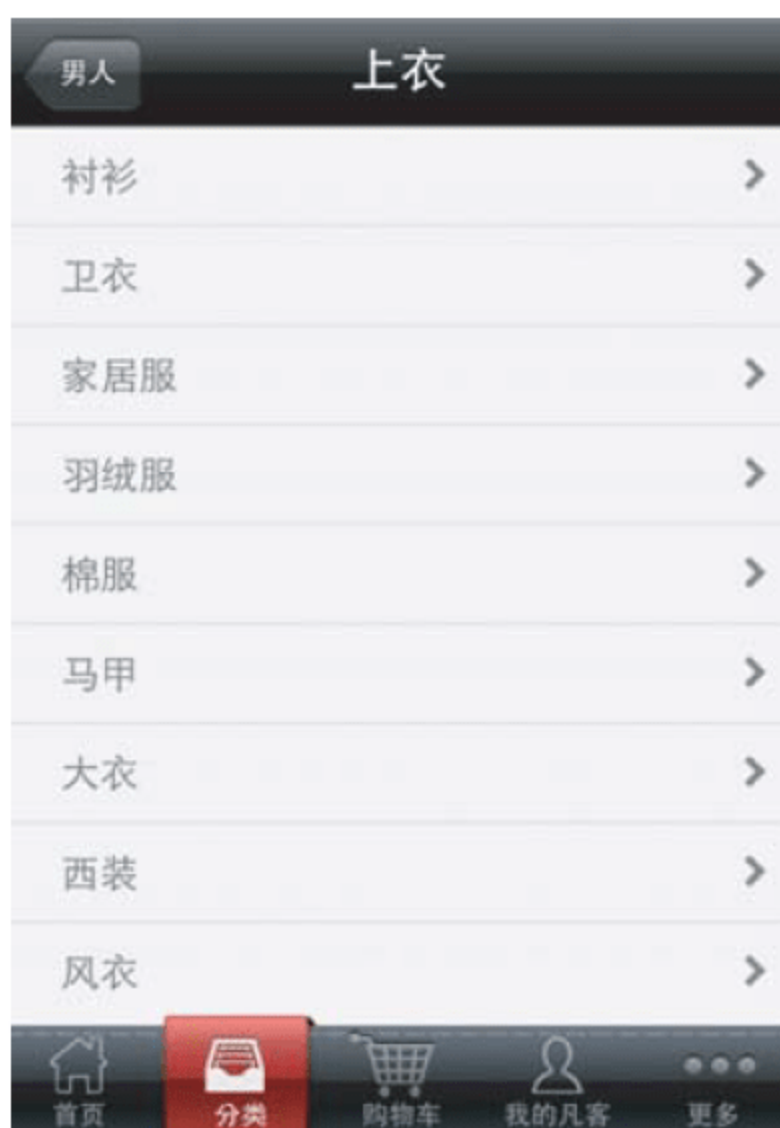 男人 上衣
衬衫
卫衣
家居服
羽绒服
棉服
马甲
大衣
西装
风衣
首页 分类 购物车 我的凡客 更多